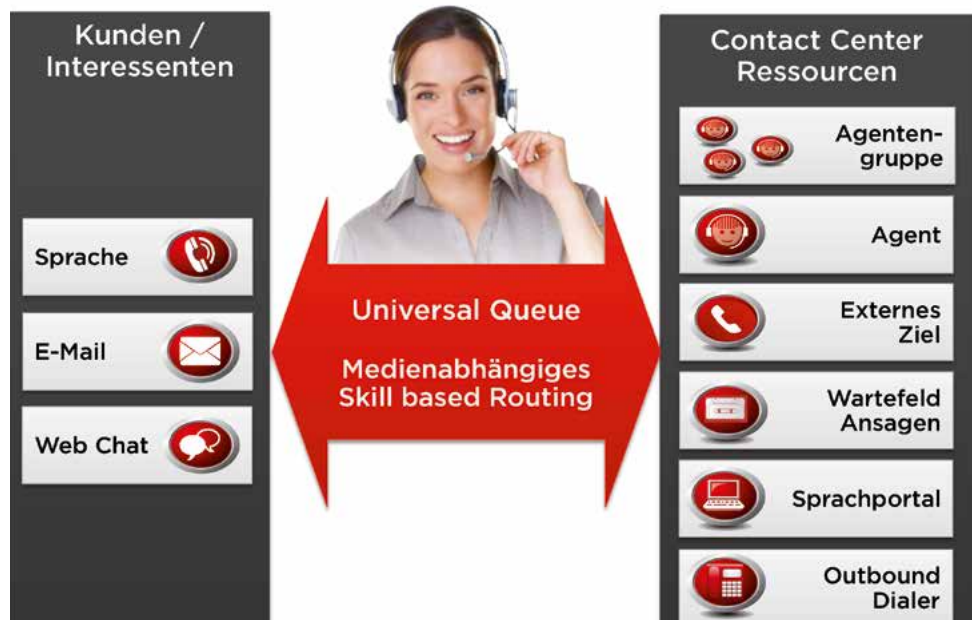 Kunden /
Interessenten
Sprache
E-Mail
Web Chat
Universal Queue
Medienabhängiges
Skill based Routing
Contact Center
Ressourcen
Agenten-
gruppe
Agent
Externes
Ziel
Wartefeld
Ansagen
Sprachportal
Outbound
Dialer